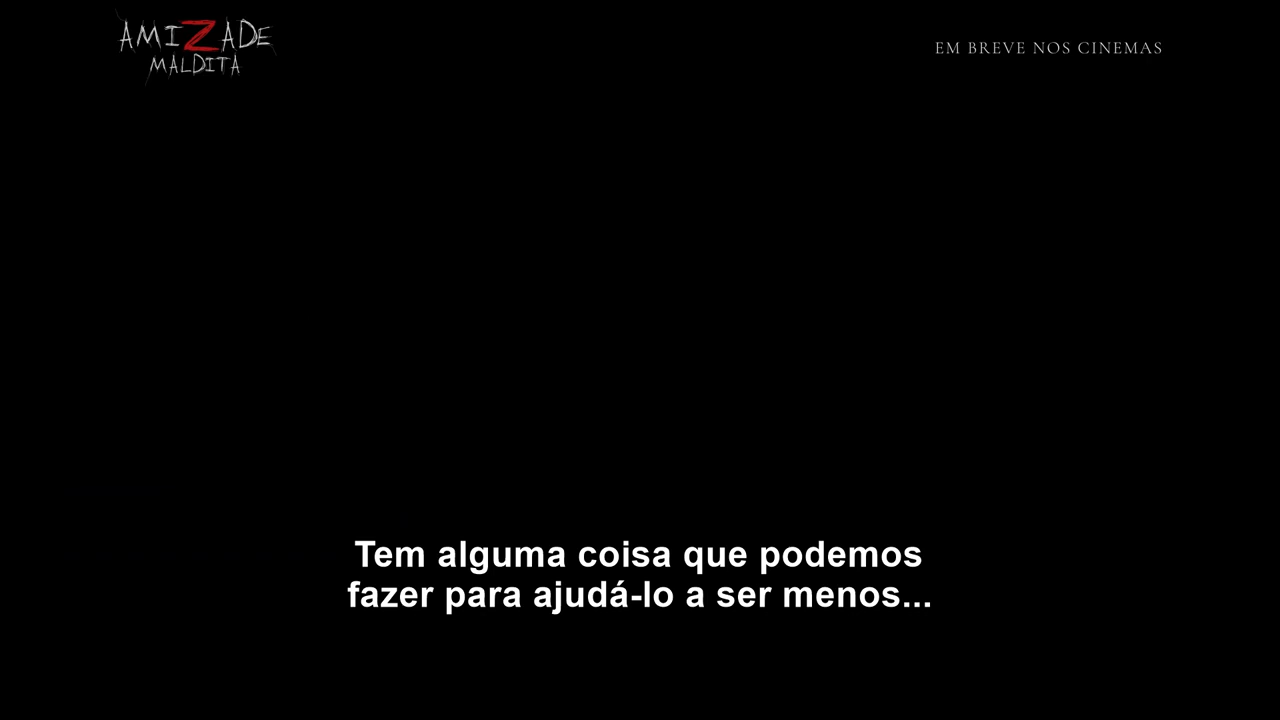 AMIZADE
MALDITA
EM BREVE NOS CINEMAS
Tem alguma coisa que podemos
fazer para ajudá-lo a ser menos...